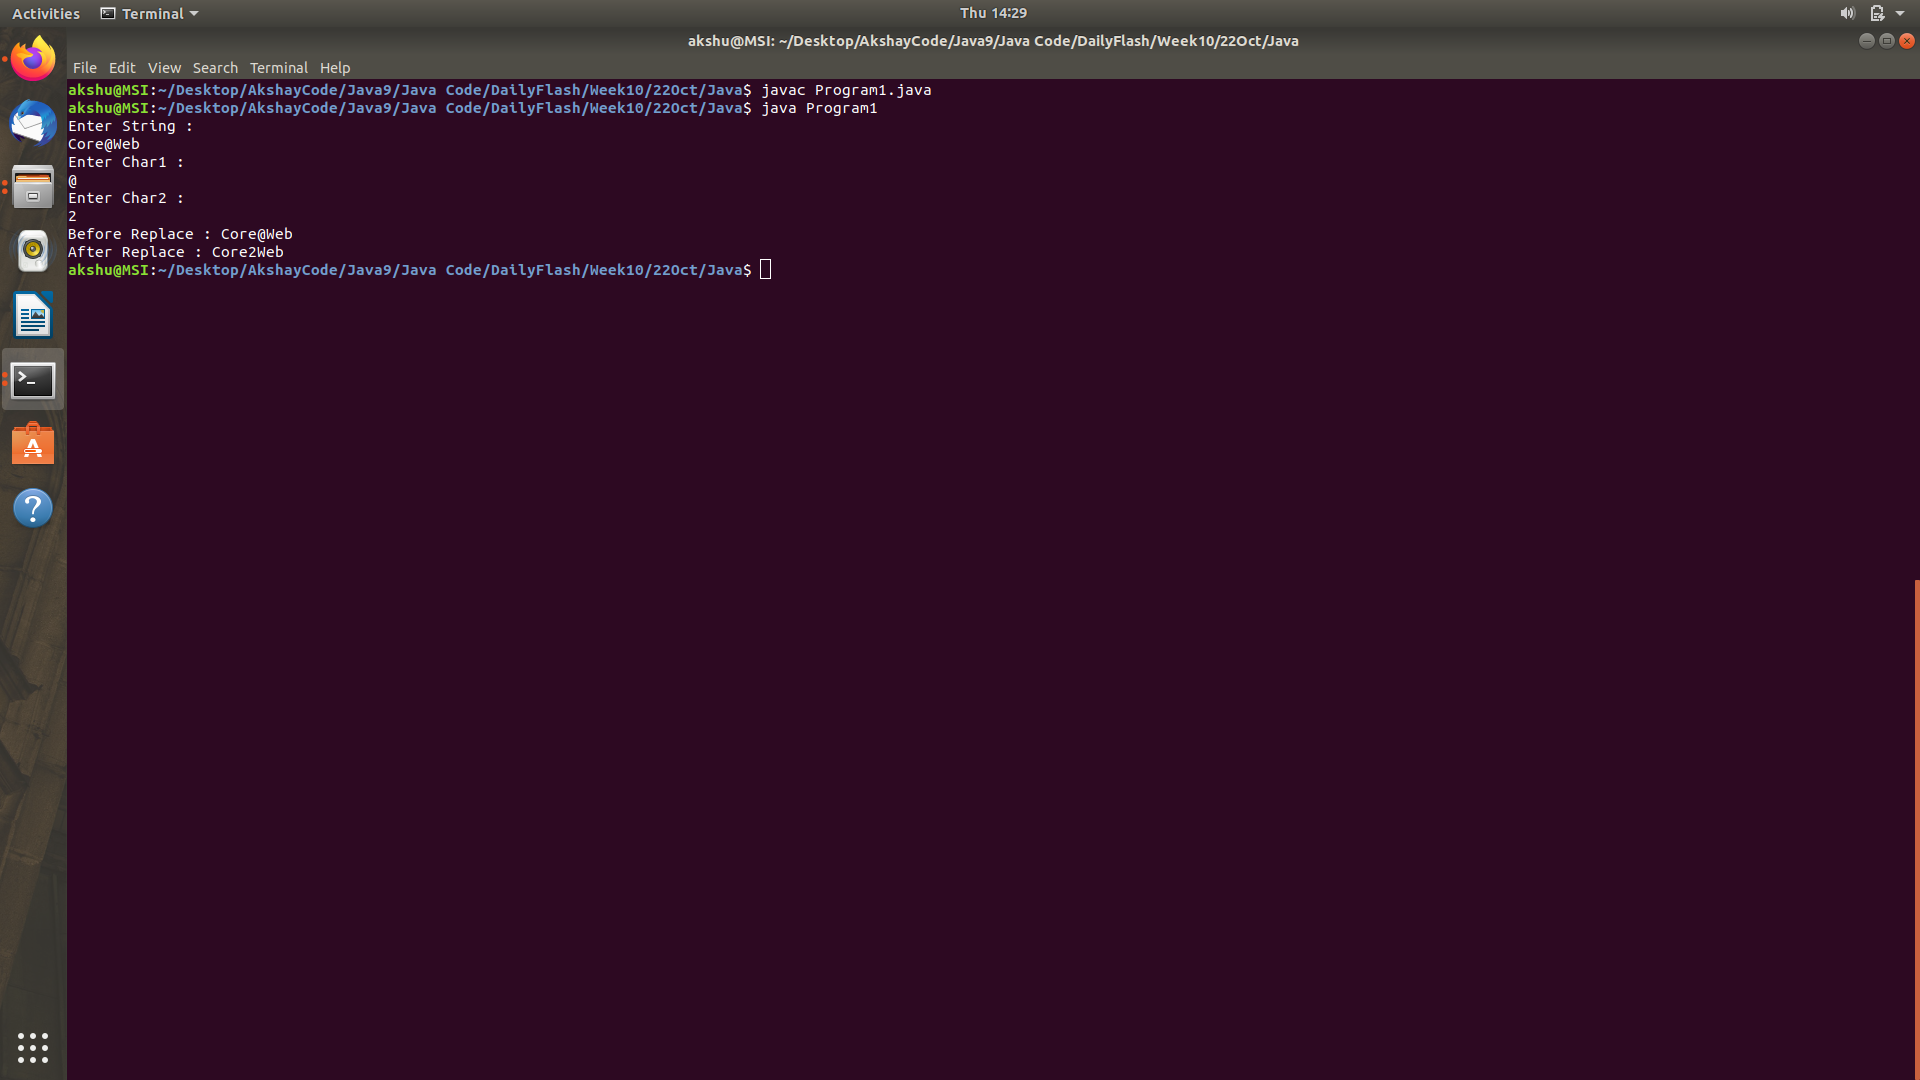 Activities Terminal Thu 14:29
akshu@MSI: ~/Desktop/AkshayCode/Java9/Java Code/DailyFlash/Week10/22Oct/Java
File Edit View Search Terminal Help
akshu@MSI:~/Desktop/AkshayCode/Java9/Java Code/DailyFlash/Week10/22Oct/Java$ javac Program1.java
akshu@MSI:~/Desktop/AkshayCode/Java9/Java Code/DailyFlash/Week10/22Oct/Java$ java Program1
Enter String :
Core@Web
Enter Char1 :
@
Enter Char2 :
2
Before Replace : Core@Web
After Replace : Core2Web
akshu@MSI:~/Desktop/AkshayCode/Java9/Java Code/DailyFlash/Week10/22Oct/Java$